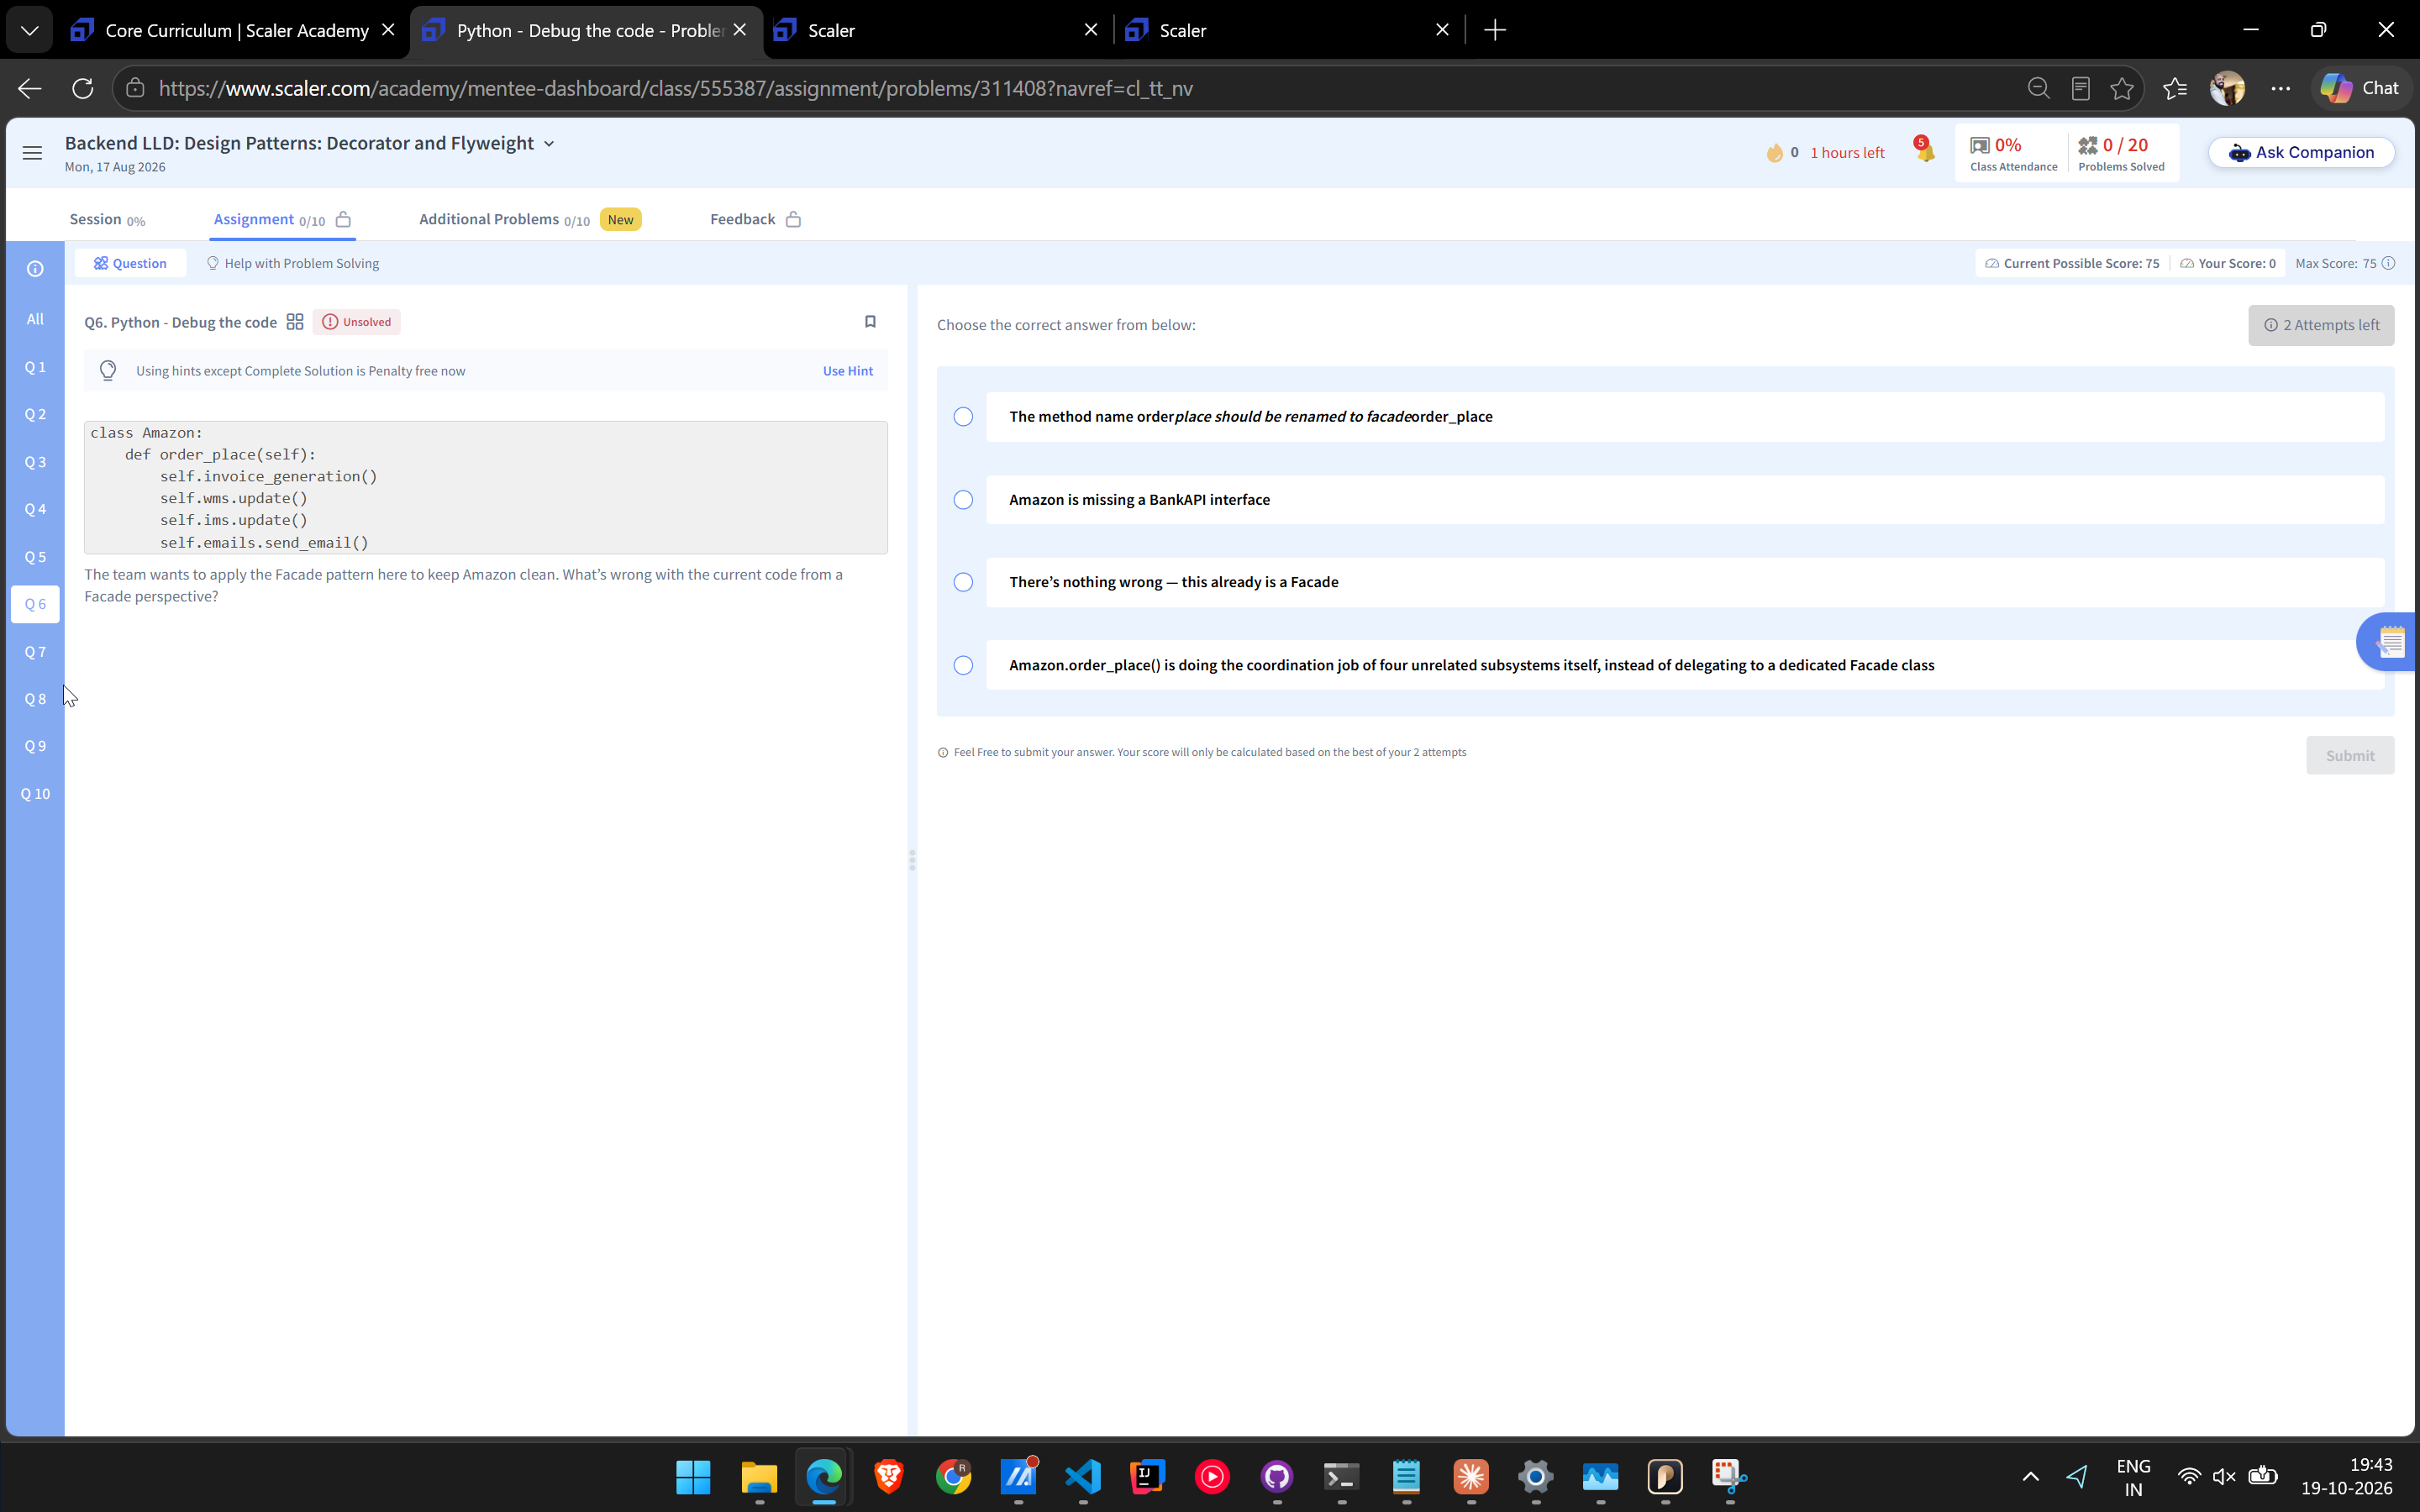 Core Curriculum | Scaler Academy
Python - Debug the code - Proble
Scaler
Scaler
https://www.scaler.com/academy/mentee-dashboard/class/555387/assignment/problems/311408?navref=cl_tt_nv
Chat
Backend LLD: Design Patterns: Decorator and Flyweight
Mon, 17 Aug 2026
0 1 hours left
5
0%
Class Attendance
0 / 20
Problems Solved
Ask Companion
Session 0%
Assignment 0/10
Additional Problems 0/10 New
Feedback
Question
Help with Problem Solving
Current Possible Score: 75
Your Score: 0
Max Score: 75
All
Q 1
Q 2
Q 3
Q 4
Q 5
Q 6
Q 7
Q 8
Q 9
Q 10
Q6. Python - Debug the code
Unsolved
Using hints except Complete Solution is Penalty free now
Use Hint
class Amazon:
def order_place(self):
self.invoice_generation()
self.wms.update()
self.ims.update()
self.emails.send_email()
The team wants to apply the Facade pattern here to keep Amazon clean. What's wrong with the current code from a
Facade perspective?
Choose the correct answer from below:
2 Attempts left
The method name orderplace should be renamed to facadeorder_place
Amazon is missing a BankAPI interface
There's nothing wrong — this already is a Facade
Amazon.order_place() is doing the coordination job of four unrelated subsystems itself, instead of delegating to a dedicated Facade class
Feel Free to submit your answer. Your score will only be calculated based on the best of your 2 attempts
Submit
R
IJ
ENG
IN
19:43
19-10-2026